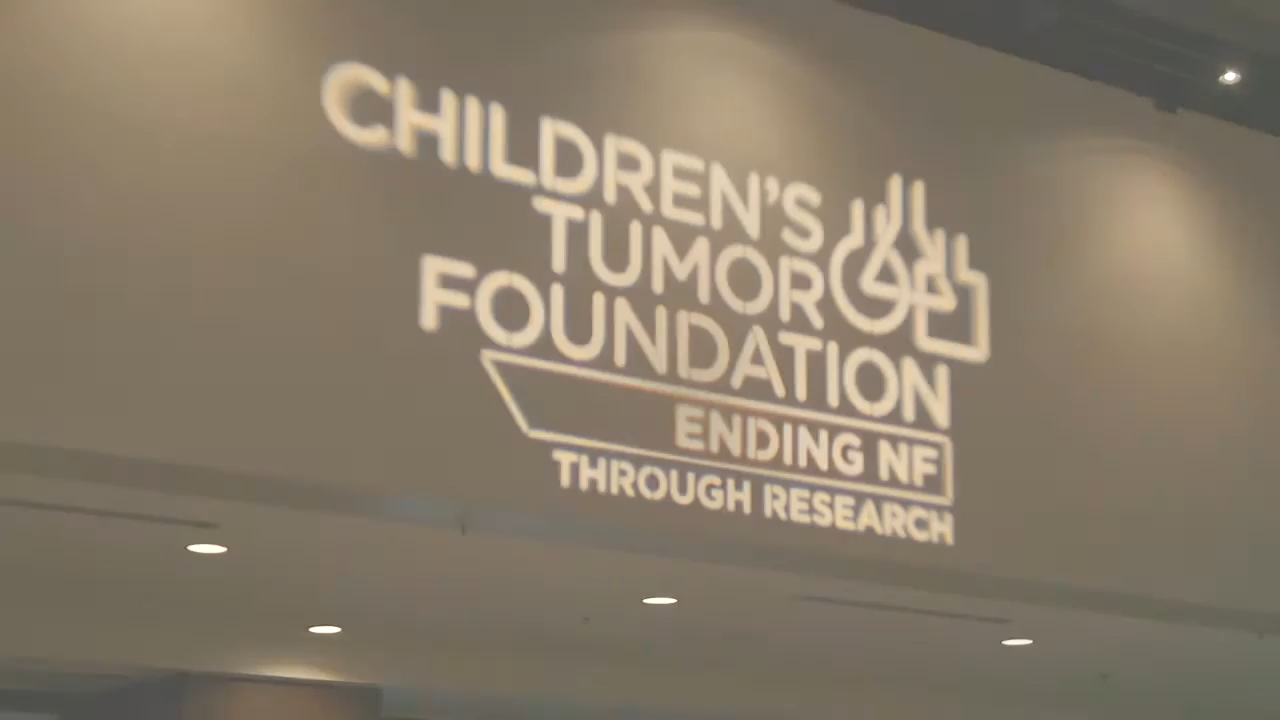 CHILDREN'S
TUMOR
FOUNDATION
ENDING NF
THROUGH RESEARCH